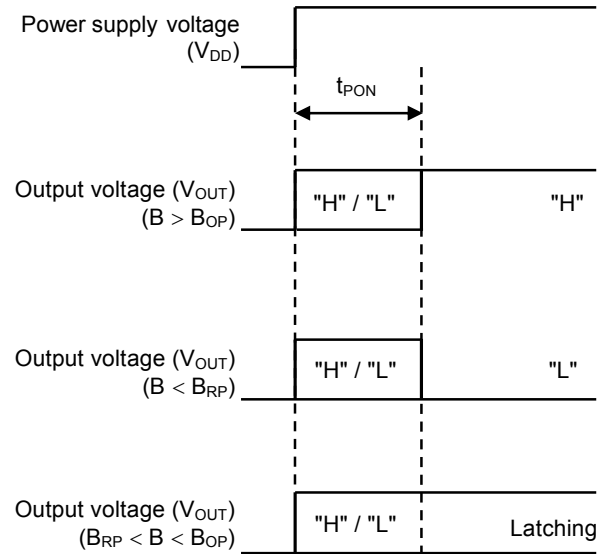 Power supply voltage
(VDD)
tPON
Output voltage (VOUT)
(B > BOP)
"H" / "L"
"H"
Output voltage (VOUT)
(B < BRP)
"H" / "L"
"L"
Output voltage (VOUT)
(BRP < B < BOP)
"H" / "L"
Latching